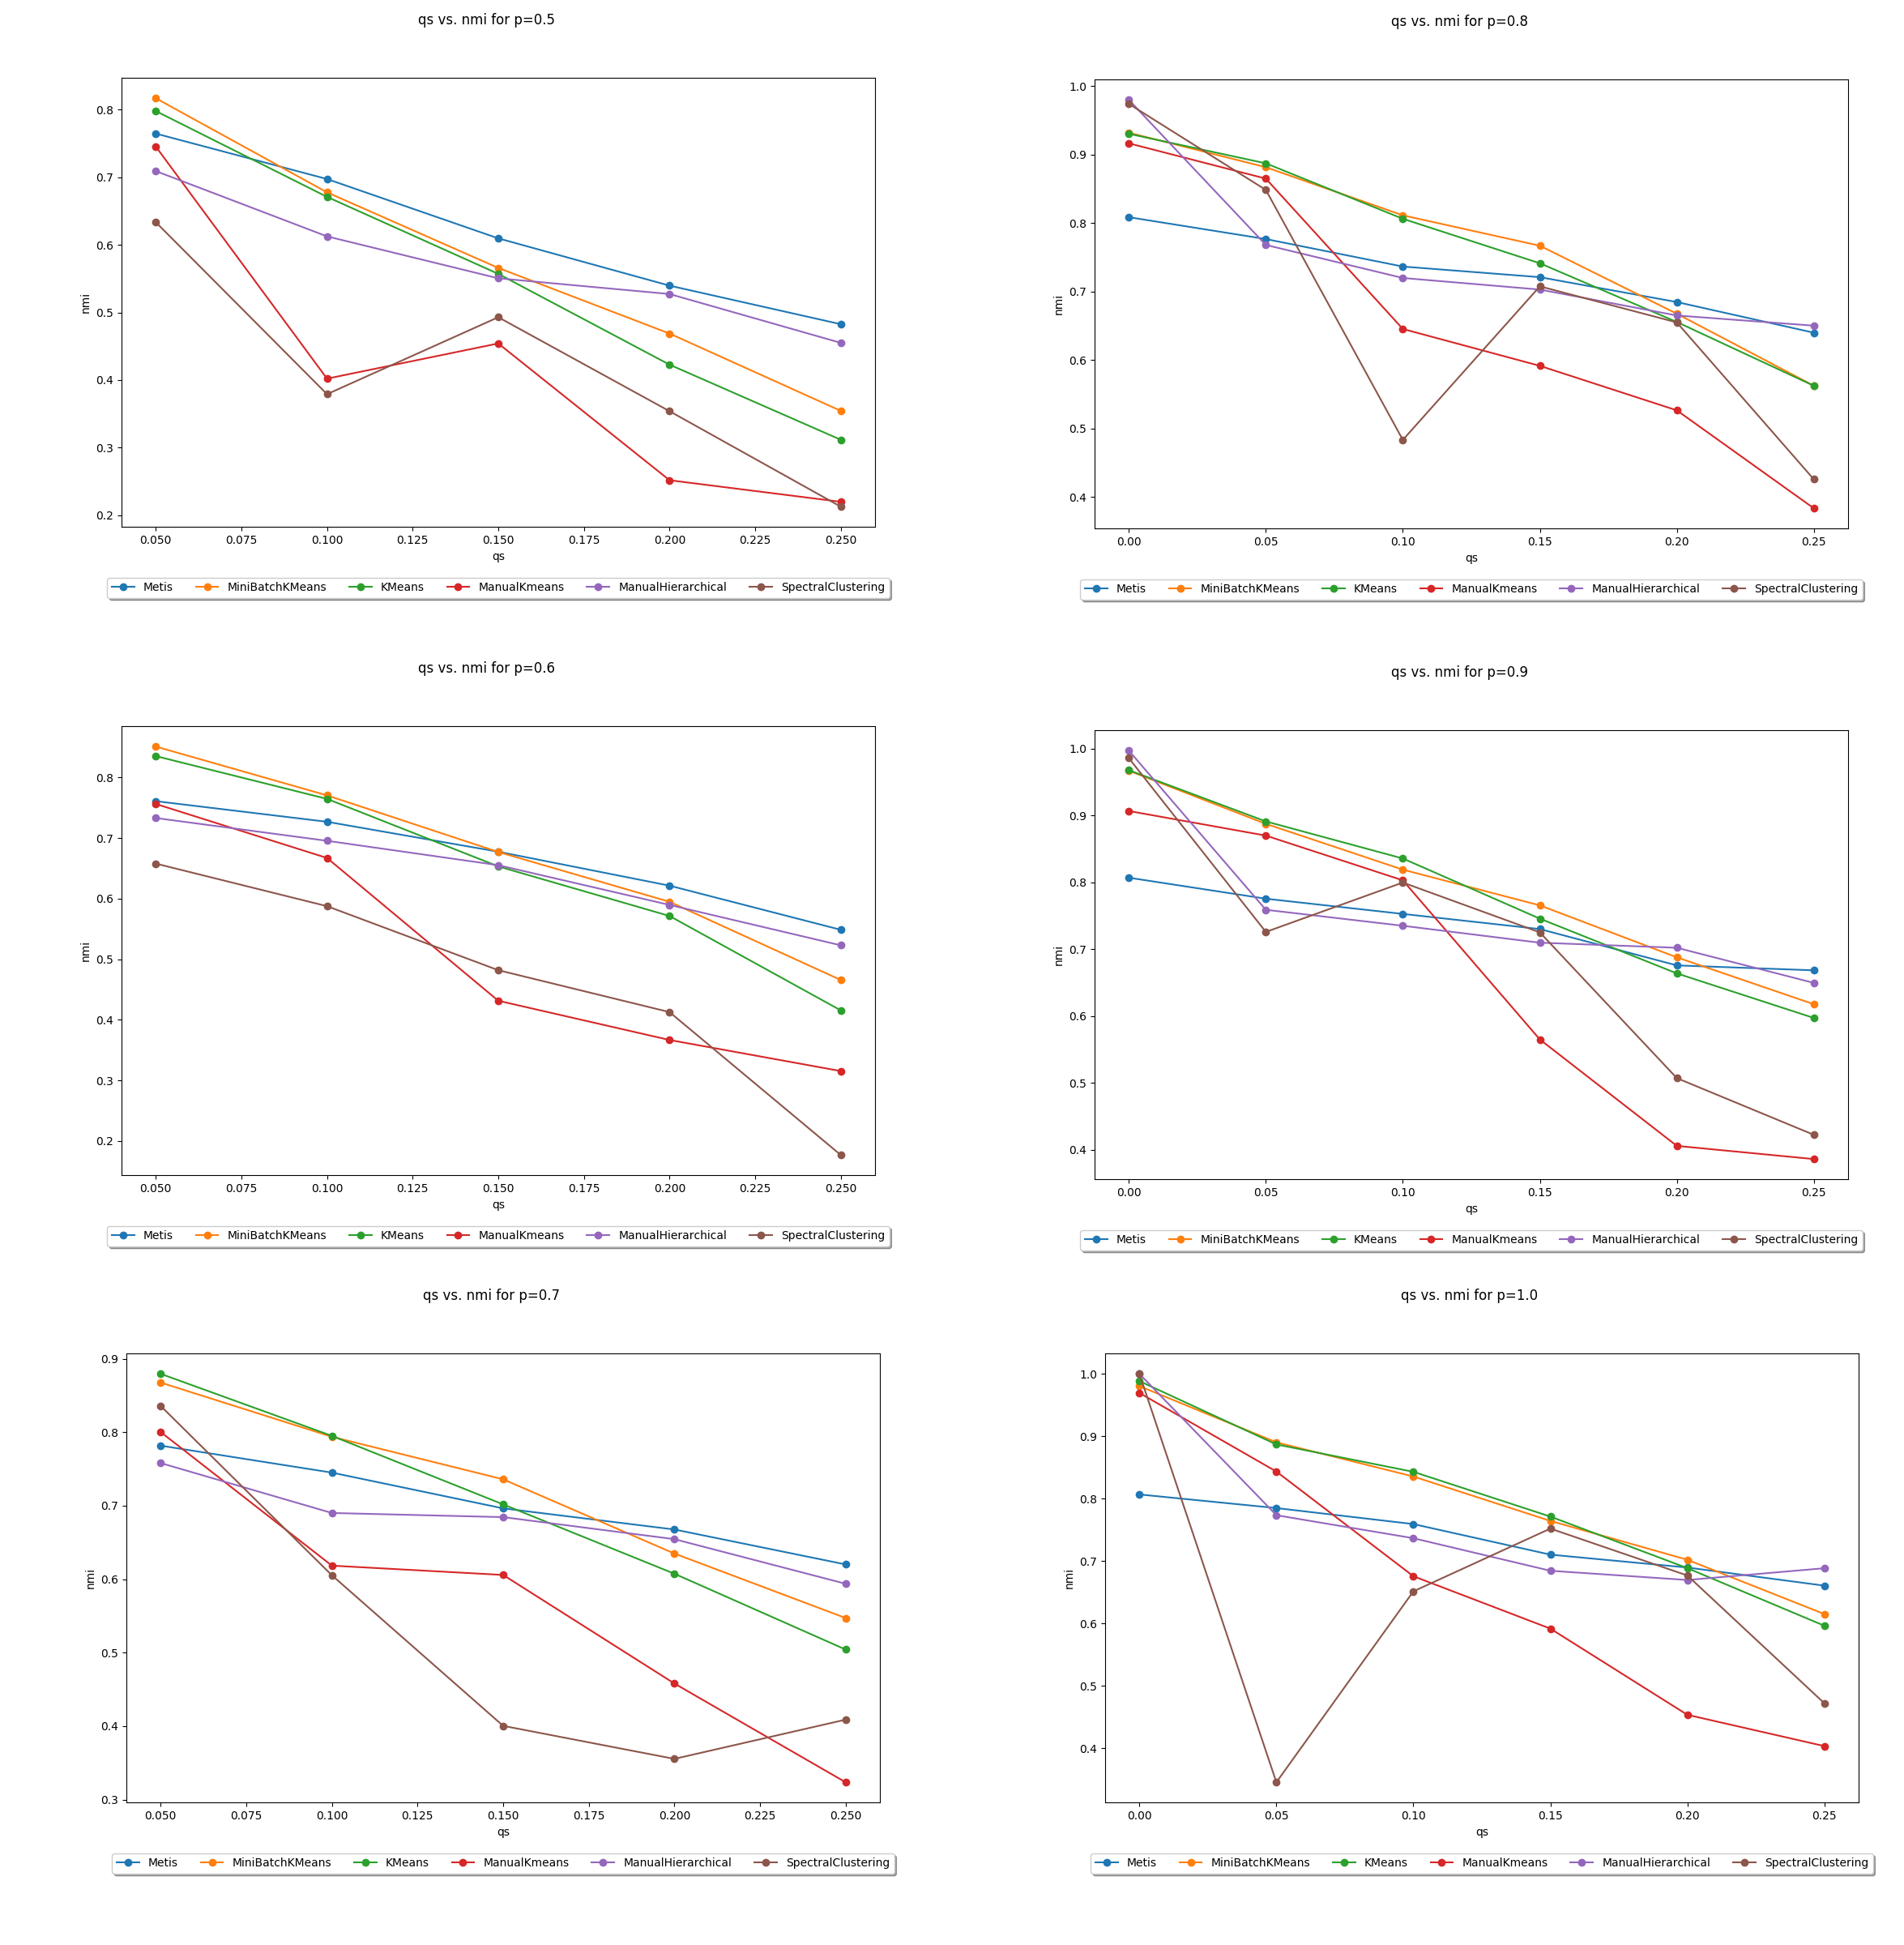 qs vs. nmi for p=0.5
0.8
0.7
0.6
0.5
0.4
0.3
0.2
nmi
0.050 0.075 0.100 0.125 0.150 0.175 0.200 0.225 0.250
qs
Metis MiniBatchKMeans KMeans ManualKmeans ManualHierarchical SpectralClustering
qs vs. nmi for p=0.8
1.0
0.9
0.8
0.7
0.6
0.5
0.4
nmi
0.00 0.05 0.10 0.15 0.20 0.25
qs
Metis MiniBatchKMeans KMeans ManualKmeans ManualHierarchical SpectralClustering
qs vs. nmi for p=0.6
0.8
0.7
0.6
0.5
0.4
0.3
0.2
nmi
0.050 0.075 0.100 0.125 0.150 0.175 0.200 0.225 0.250
qs
Metis MiniBatchKMeans KMeans ManualKmeans ManualHierarchical SpectralClustering
qs vs. nmi for p=0.9
1.0
0.9
0.8
0.7
0.6
0.5
0.4
nmi
0.00 0.05 0.10 0.15 0.20 0.25
qs
Metis MiniBatchKMeans KMeans ManualKmeans ManualHierarchical SpectralClustering
qs vs. nmi for p=0.7
0.9
0.8
0.7
0.6
0.5
0.4
0.3
nmi
0.050 0.075 0.100 0.125 0.150 0.175 0.200 0.225 0.250
qs
Metis MiniBatchKMeans KMeans ManualKmeans ManualHierarchical SpectralClustering
qs vs. nmi for p=1.0
1.0
0.9
0.8
0.7
0.6
0.5
0.4
nmi
0.00 0.05 0.10 0.15 0.20 0.25
qs
Metis MiniBatchKMeans KMeans ManualKmeans ManualHierarchical SpectralClustering